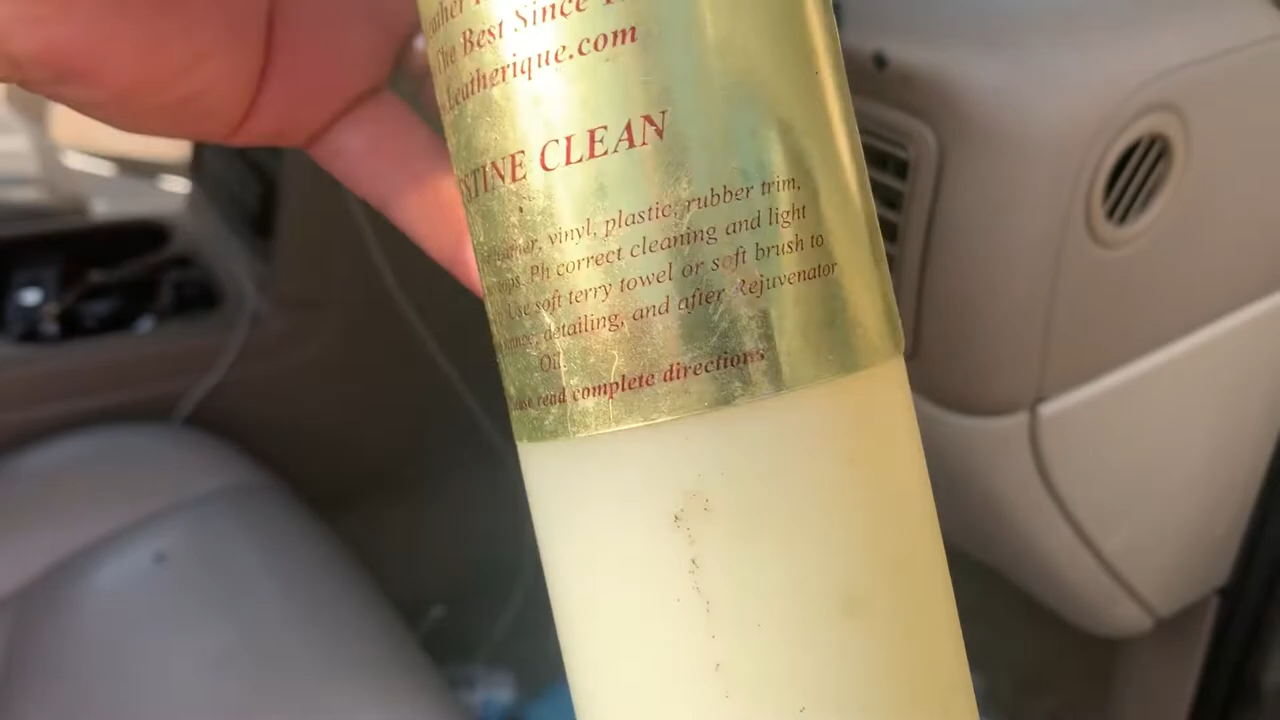 The Best Since
Leatherique.com
CLEAN
vinyl, plastic, rubber trim,
Ph correct cleaning and light
Use soft terry towel or soft brush to
detailing, and after Rejuvenator
Oil.
read complete directions